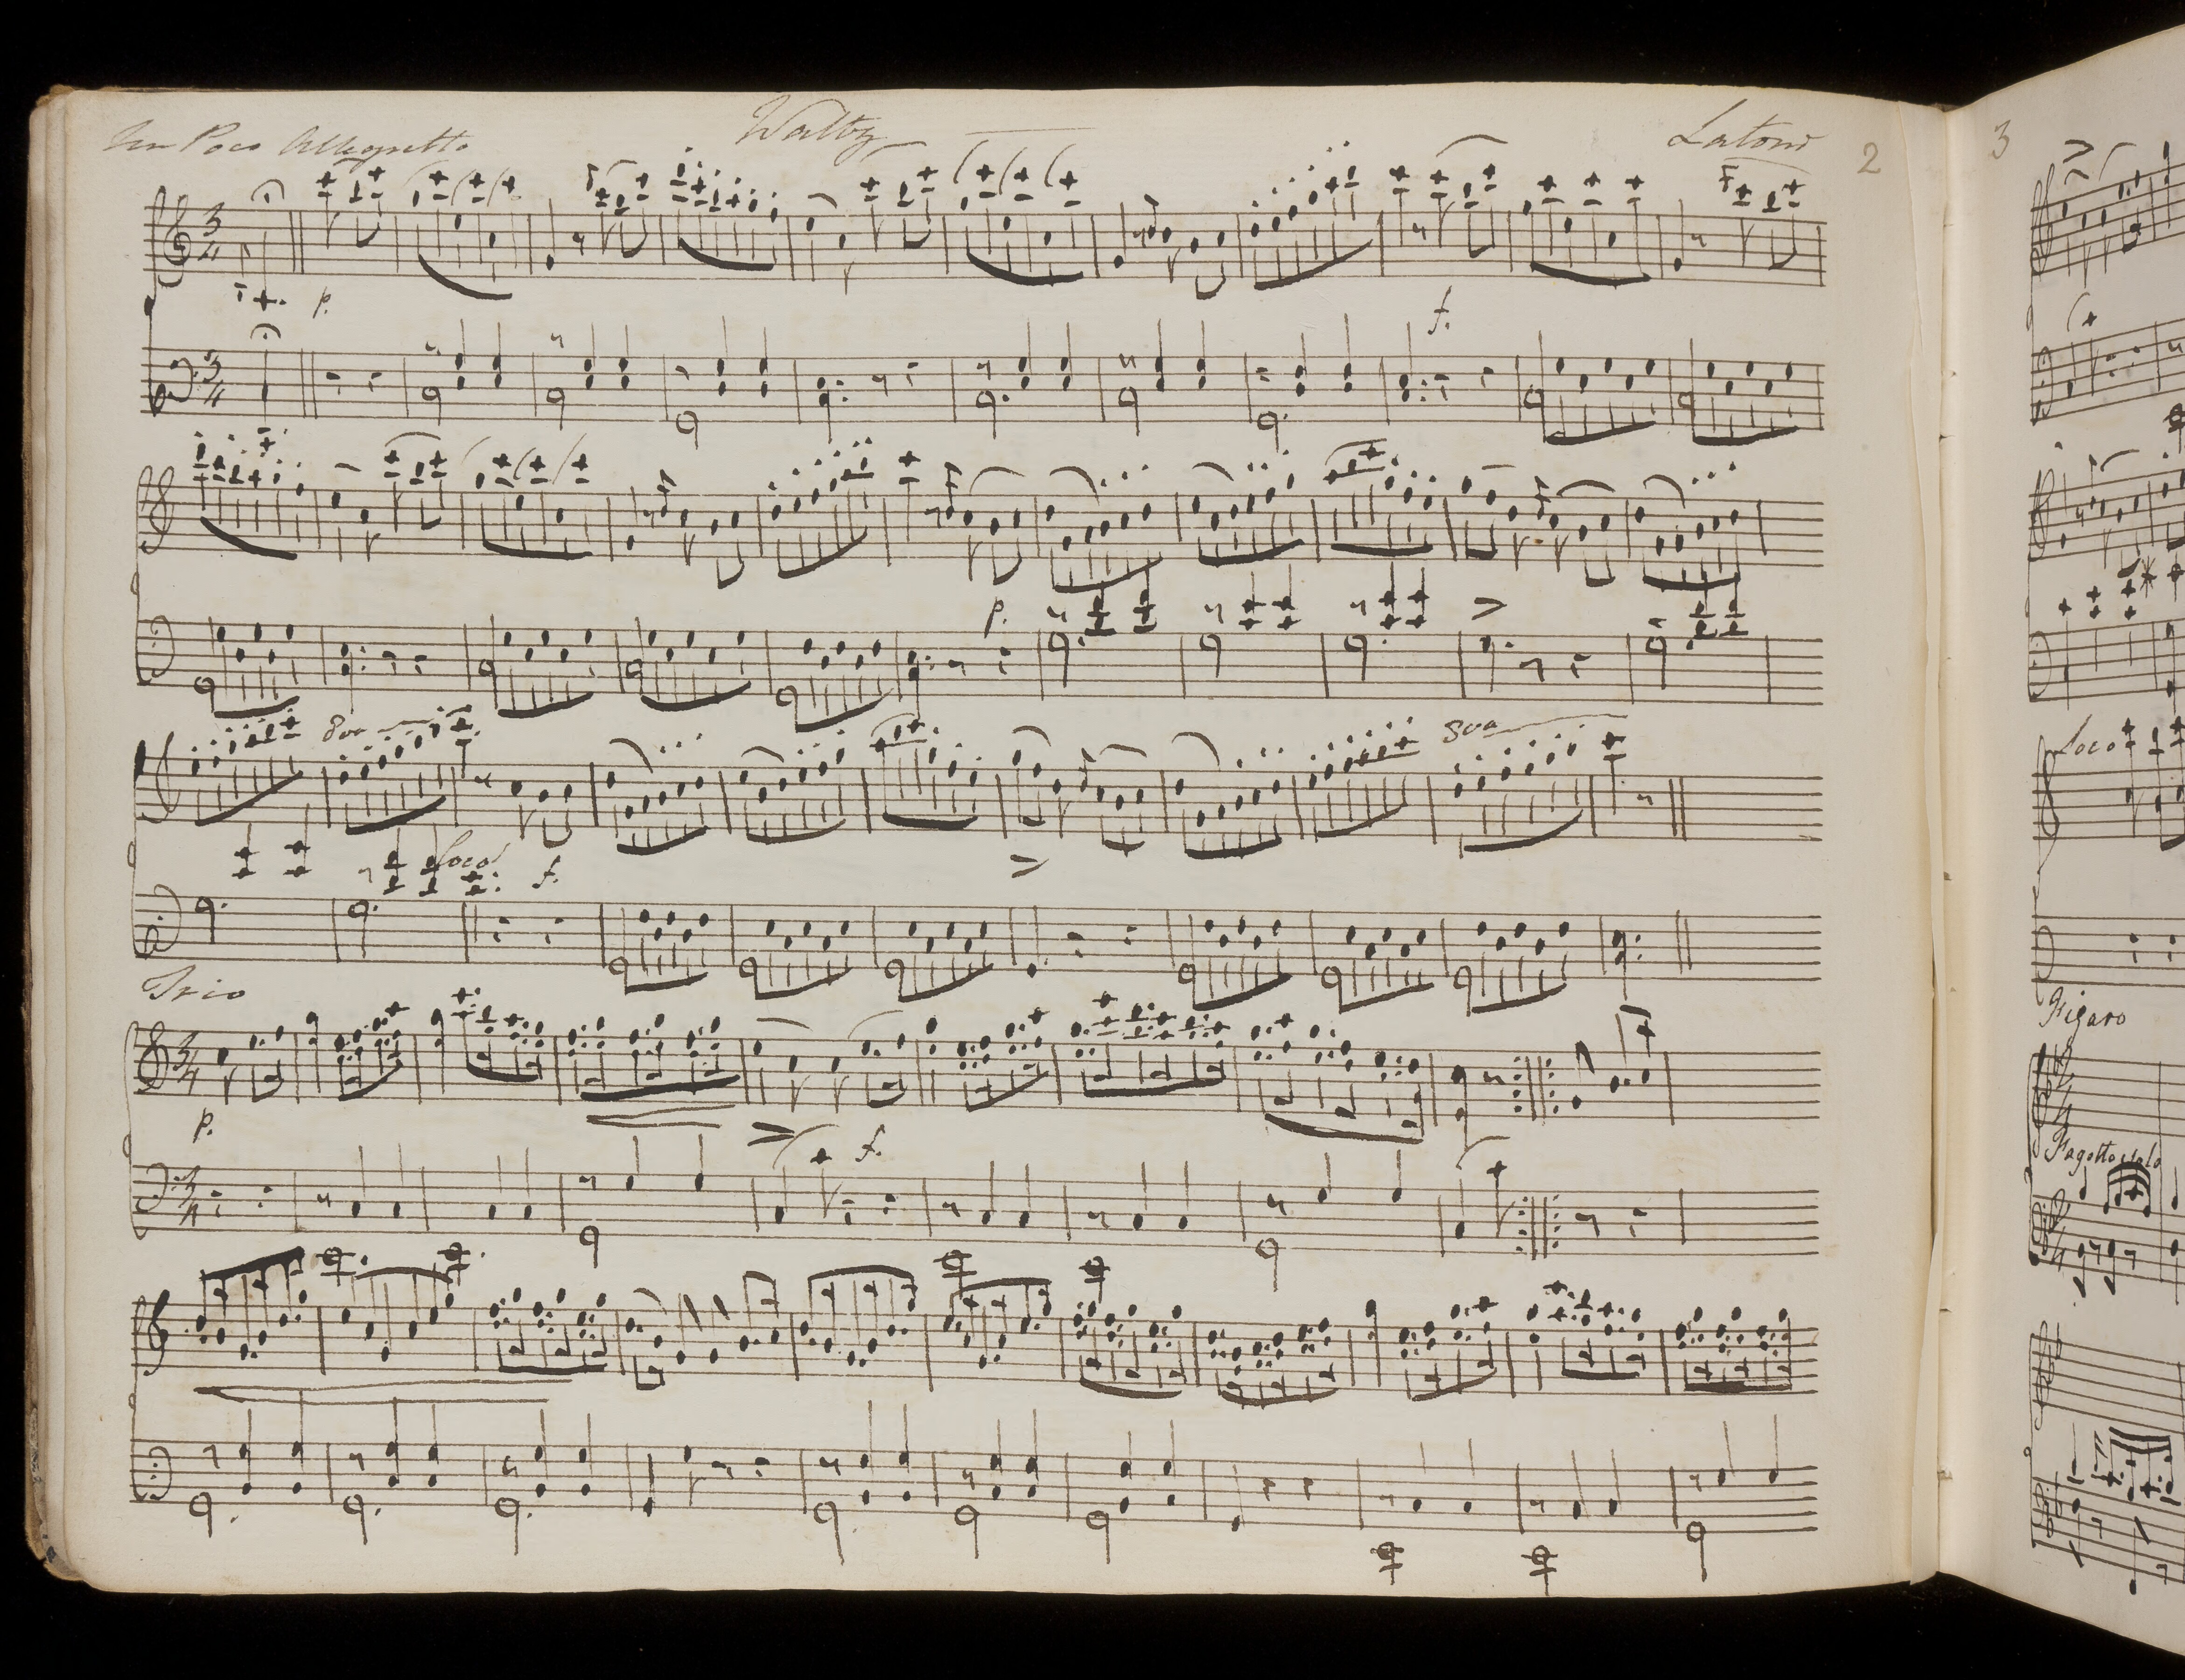 Un Poco Allegretto Waltz Latour 2
p. f.
p.
8va 8va
loco f.
Trio
p. f.
3
Loco
Figaro
Fagotto Solo